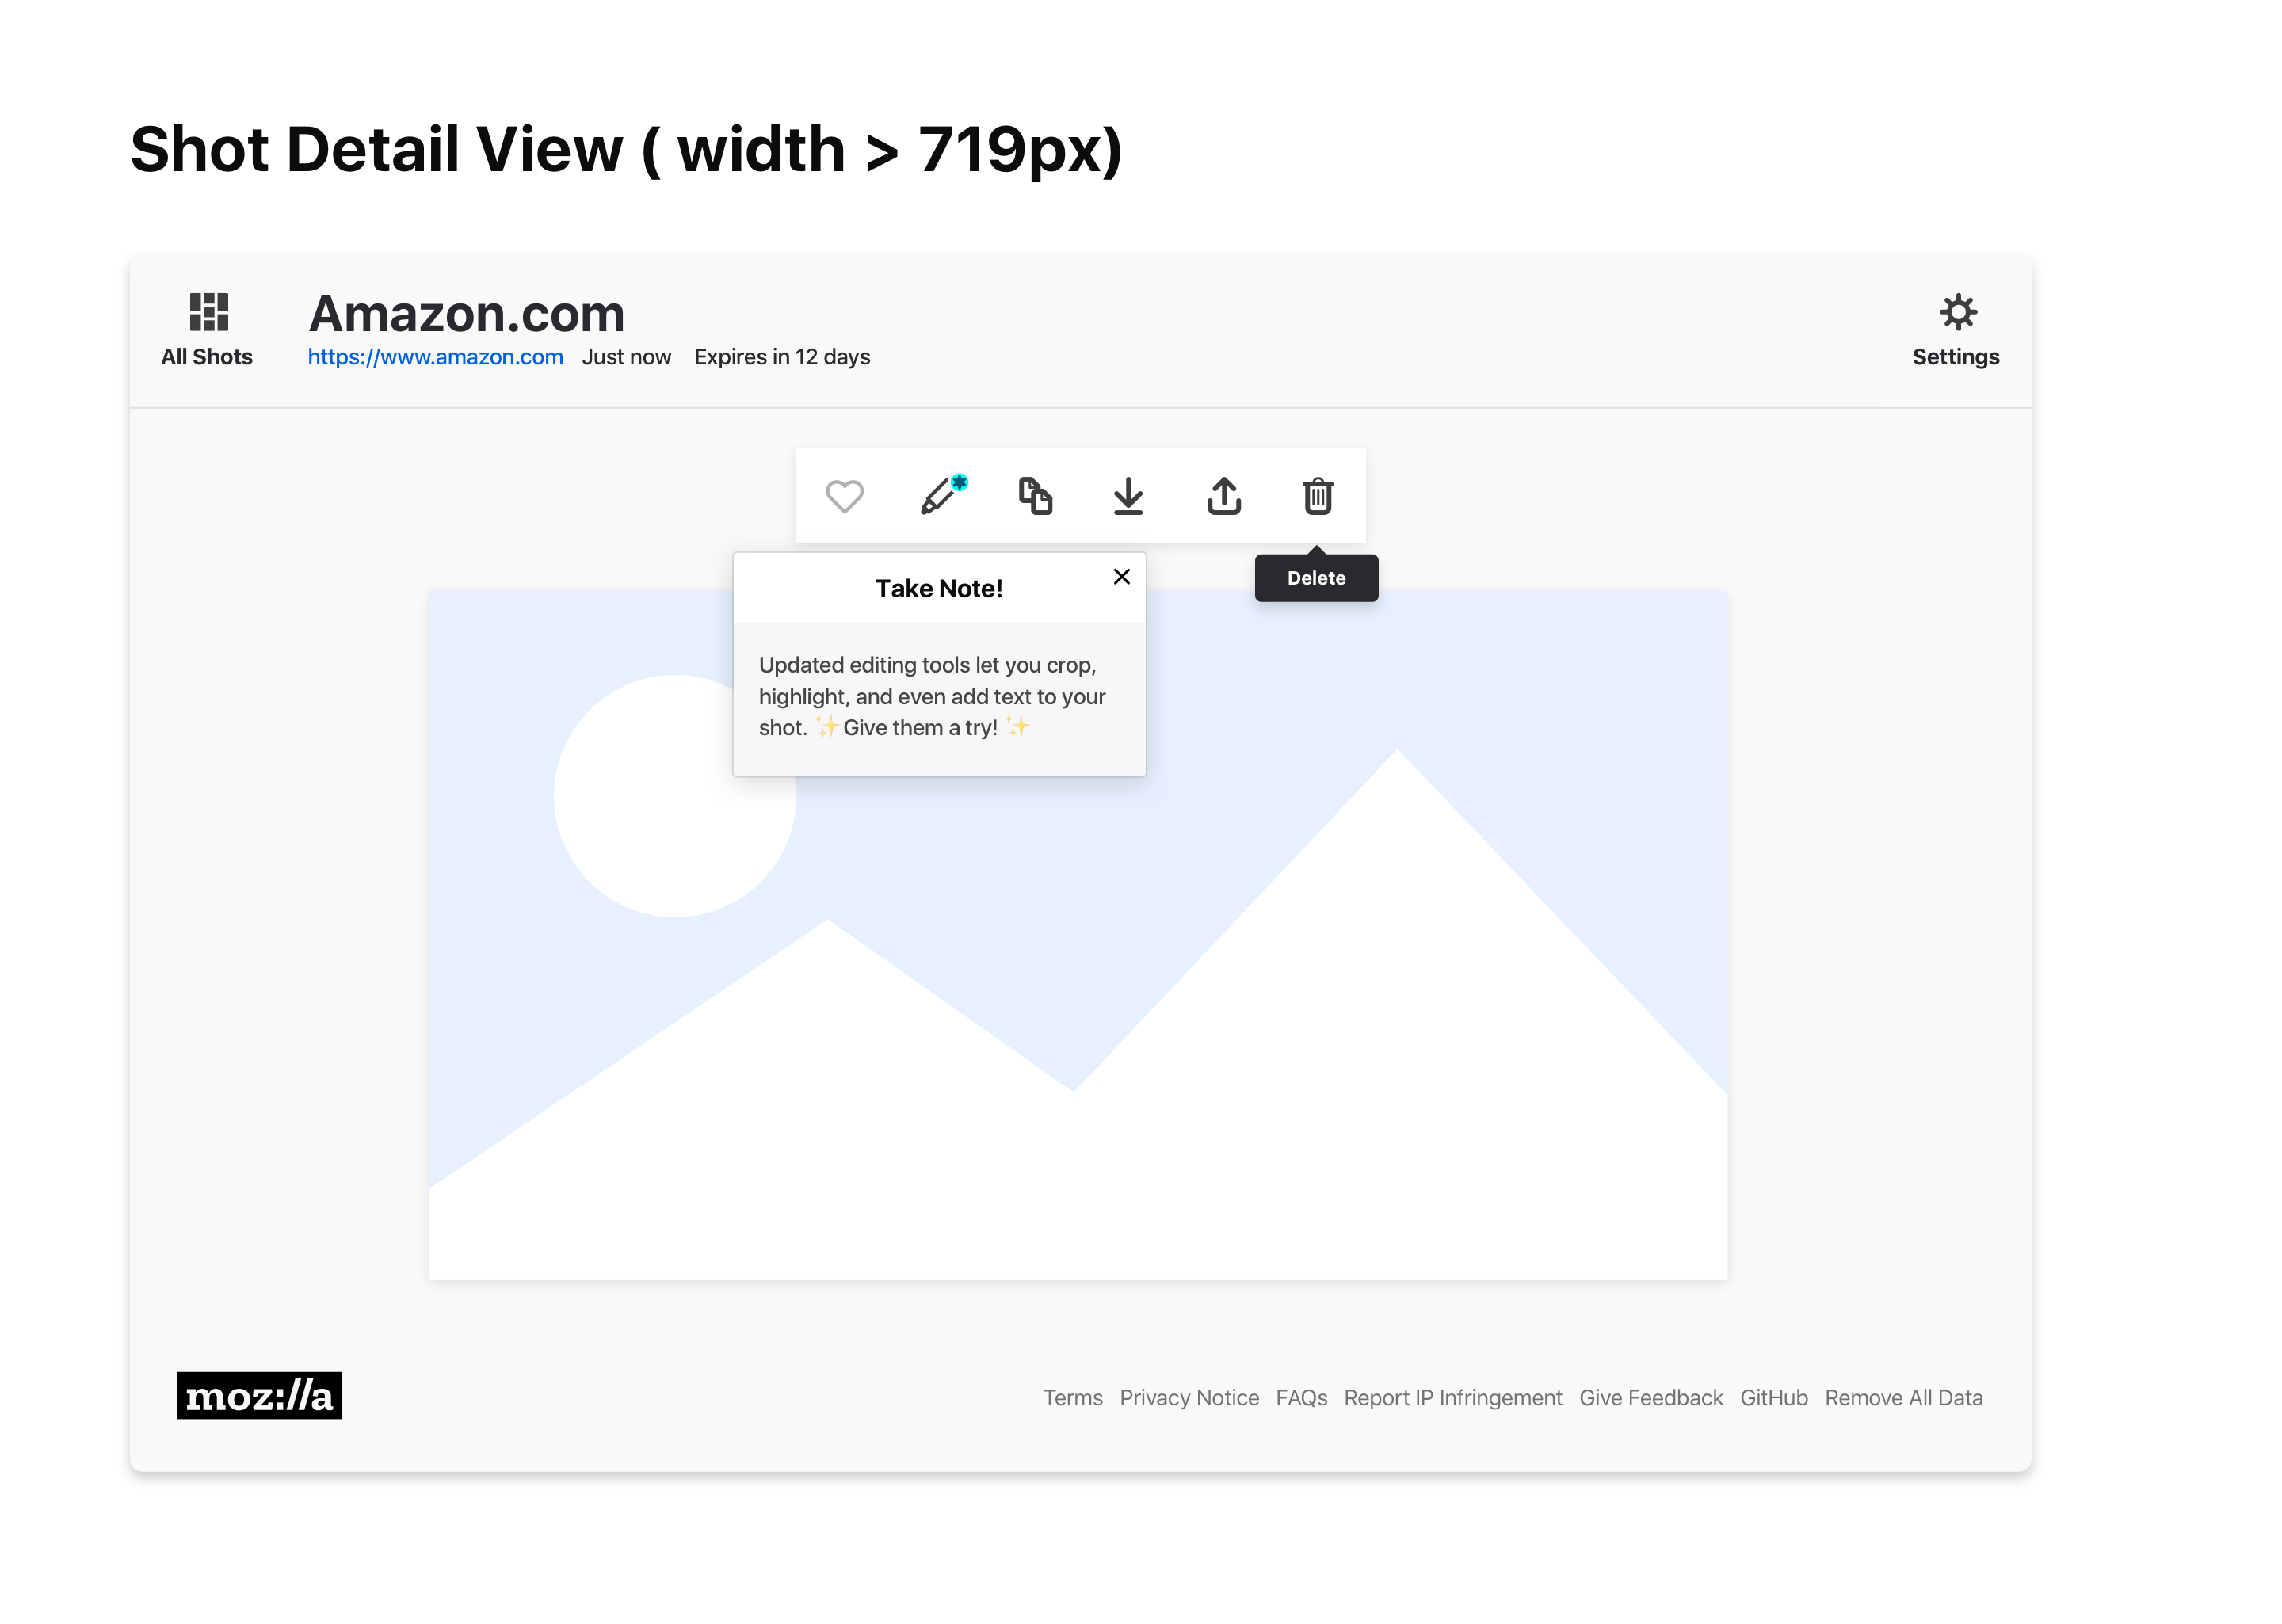 Shot Detail View ( width > 719px)
Amazon.com
All Shots
https://www.amazon.com Just now Expires in 12 days
Settings
Delete
Take Note!
Updated editing tools let you crop,
highlight, and even add text to your
shot. ✨ Give them a try! ✨
moz://a
Terms Privacy Notice FAQs Report IP Infringement Give Feedback GitHub Remove All Data